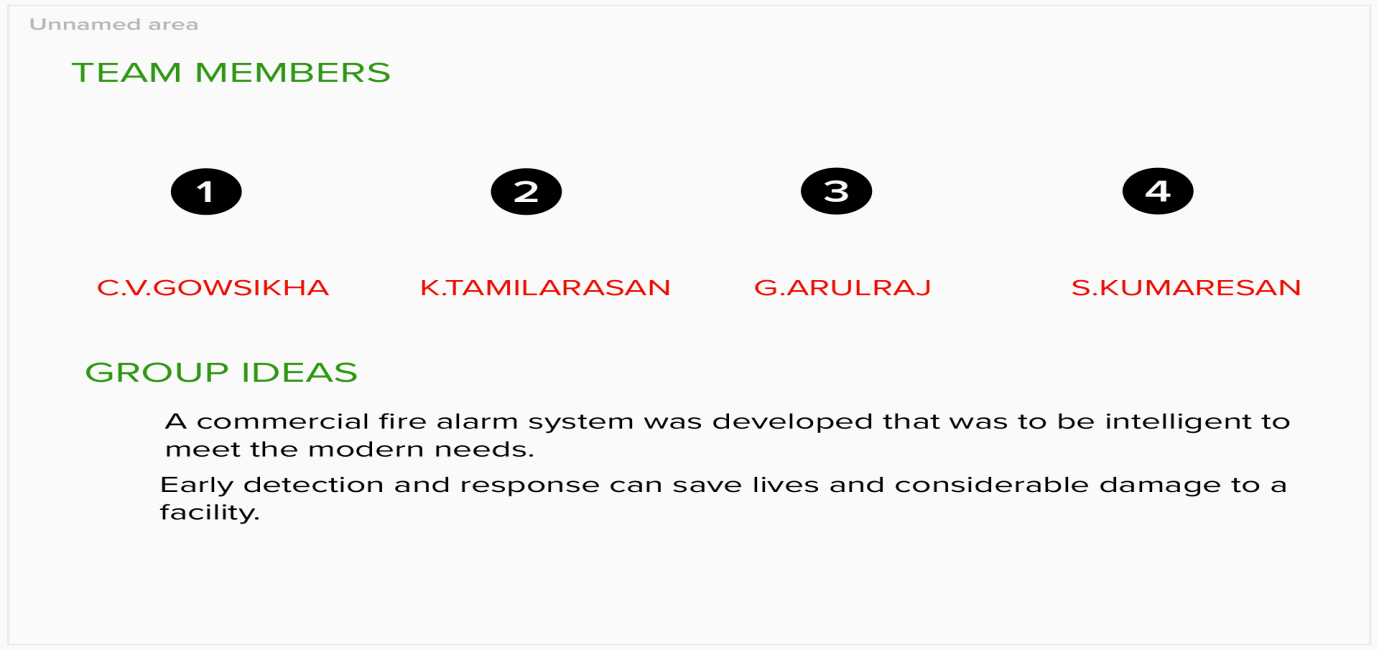 Unnamed area
TEAM MEMBERS
1 2 3 4
C.V.GOWSIKHA K.TAMILARASAN G.ARULRAJ S.KUMARESAN
GROUP IDEAS
A commercial fire alarm system was developed that was to be intelligent to
meet the modern needs.
Early detection and response can save lives and considerable damage to a
facility.